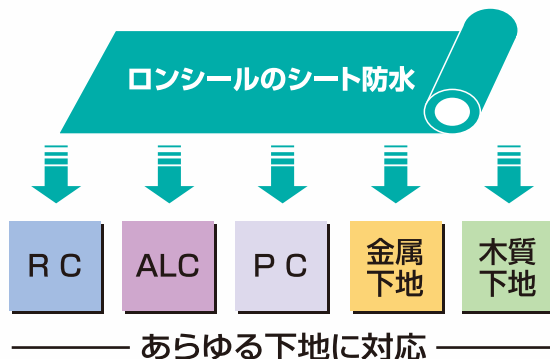 ロンシールのシート防水
RC
ALC
PC
金属
下地
木質
下地
あらゆる下地に対応